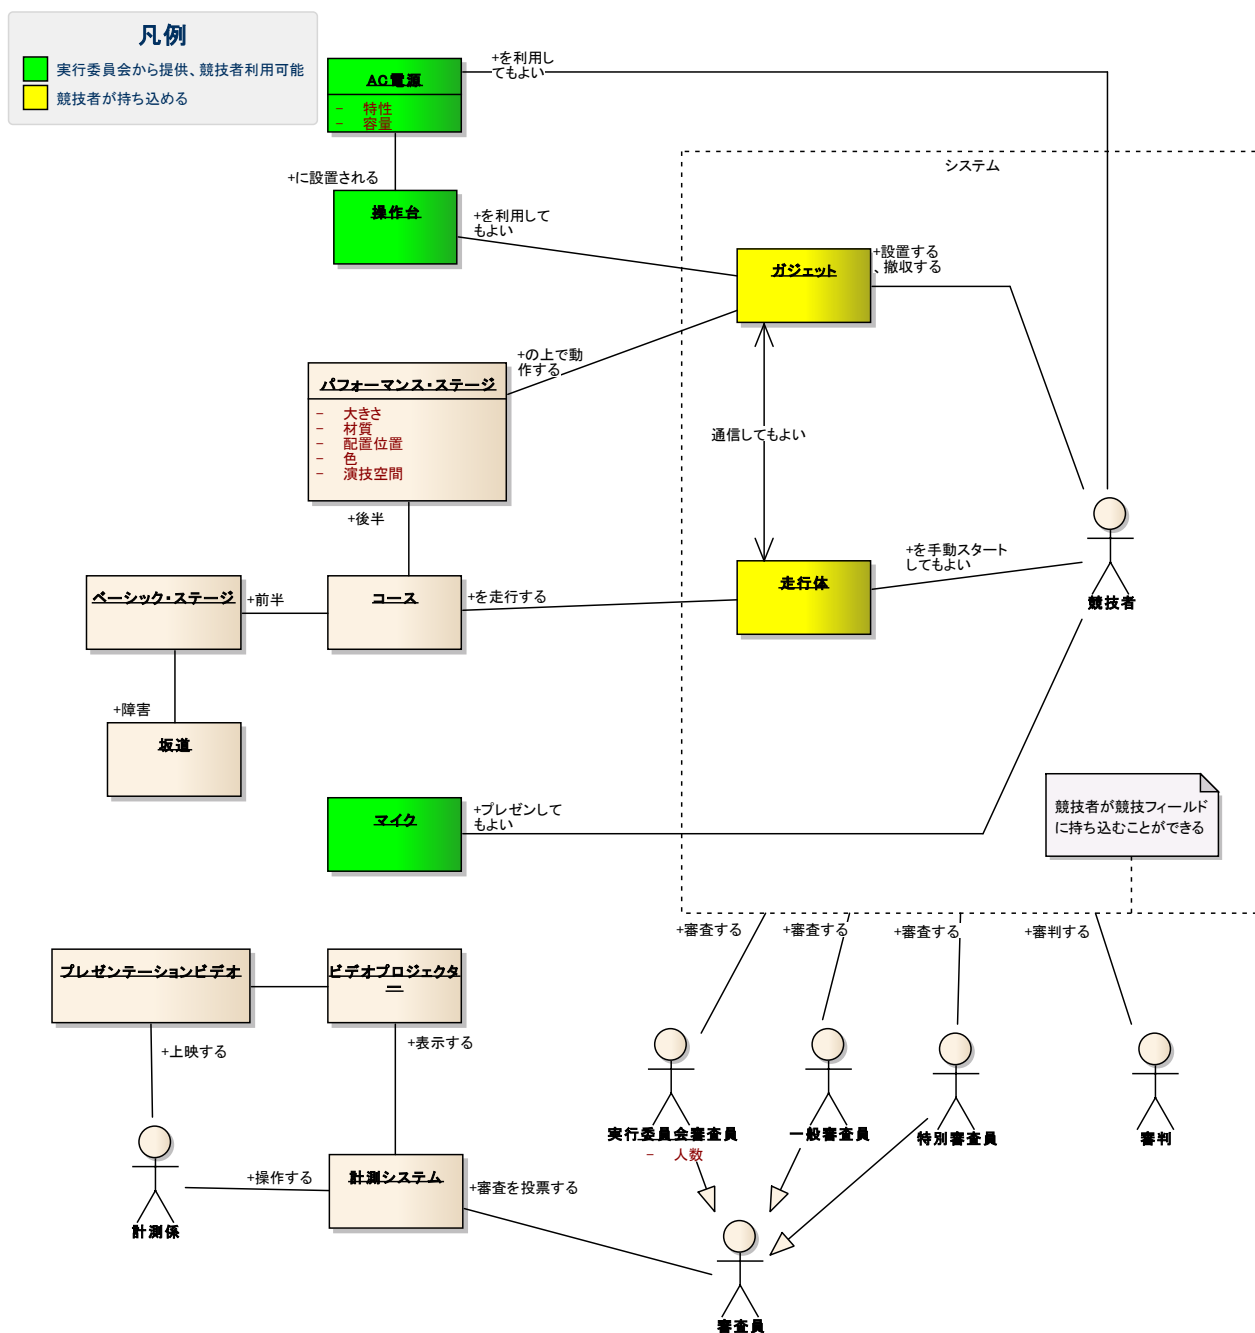 凡例
実行委員会から提供、競技者利用可能
競技者が持ち込める
AC電源
- 特性
- 容量
+を利用し
てもよい
+に設置される
操作台
+を利用して
もよい
システム
ガジェット
+設置する
、撤収する
+の上で動
作する
パフォーマンス・ステージ
- 大きさ
- 材質
- 配置位置
- 色
- 演技空間
通信してもよい
+後半
ベーシック・ステージ
+前半
コース
+を走行する
走行体
+を手動スタート
してもよい
競技者
+障害
坂道
マイク
+プレゼンして
もよい
競技者が競技フィールド
に持ち込むことができる
+審査する
+審査する
+審査する
+審判する
プレゼンテーションビデオ
ビデオプロジェクタ
ー
+上映する
+表示する
実行委員会審査員
- 人数
一般審査員
特別審査員
審判
計測係
+操作する
計測システム
+審査を投票する
審査員